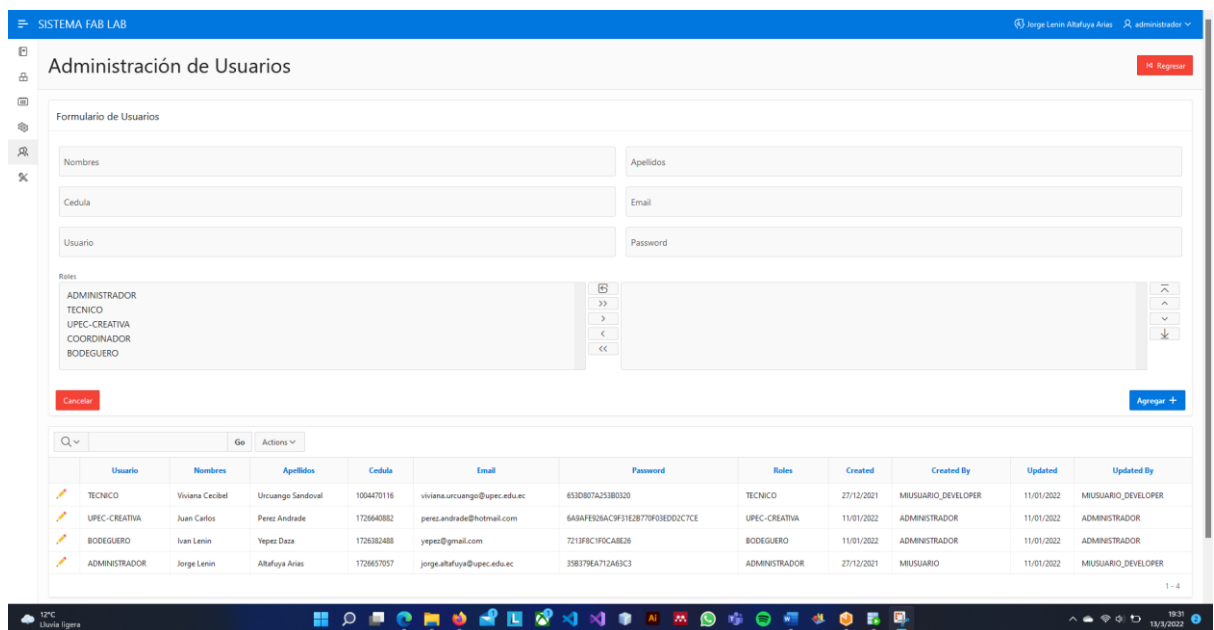 SISTEMA FAB LAB
Jorge Lenin Altafuya Arias administrador
Administración de Usuarios
Regresar
Formulario de Usuarios
Nombres Apellidos
Cedula Email
Usuario Password
Roles
ADMINISTRADOR
TECNICO
UPEC-CREATIVA
COORDINADOR
BODEGUERO
Cancelar Agregar +
Go Actions
Usuario Nombres Apellidos Cedula Email Password Roles Created Created By Updated Updated By
TECNICO Viviana Cecibel Urcuango Sandoval 1004470116 viviana.urcuango@upec.edu.ec 653D807A253B0320 TECNICO 27/12/2021 MIUSUARIO_DEVELOPER 11/01/2022 MIUSUARIO_DEVELOPER
UPEC-CREATIVA Juan Carlos Perez Andrade 1726640882 perez.andrade@hotmail.com 6A9AFE926AC9F31E2B770F03EDD2C7CE UPEC-CREATIVA 11/01/2022 ADMINISTRADOR 11/01/2022 ADMINISTRADOR
BODEGUERO Ivan Lenin Yepez Daza 1726382488 yepez@gmail.com 7213F8C1F0CA8E26 BODEGUERO 11/01/2022 ADMINISTRADOR 11/01/2022 ADMINISTRADOR
ADMINISTRADOR Jorge Lenin Altafuya Arias 1726657057 jorge.altafuya@upec.edu.ec 35B379EA712A63C3 ADMINISTRADOR 27/12/2021 MIUSUARIO 11/01/2022 MIUSUARIO_DEVELOPER
1 - 4
12°C
Lluvia ligera
19:31
13/3/2022